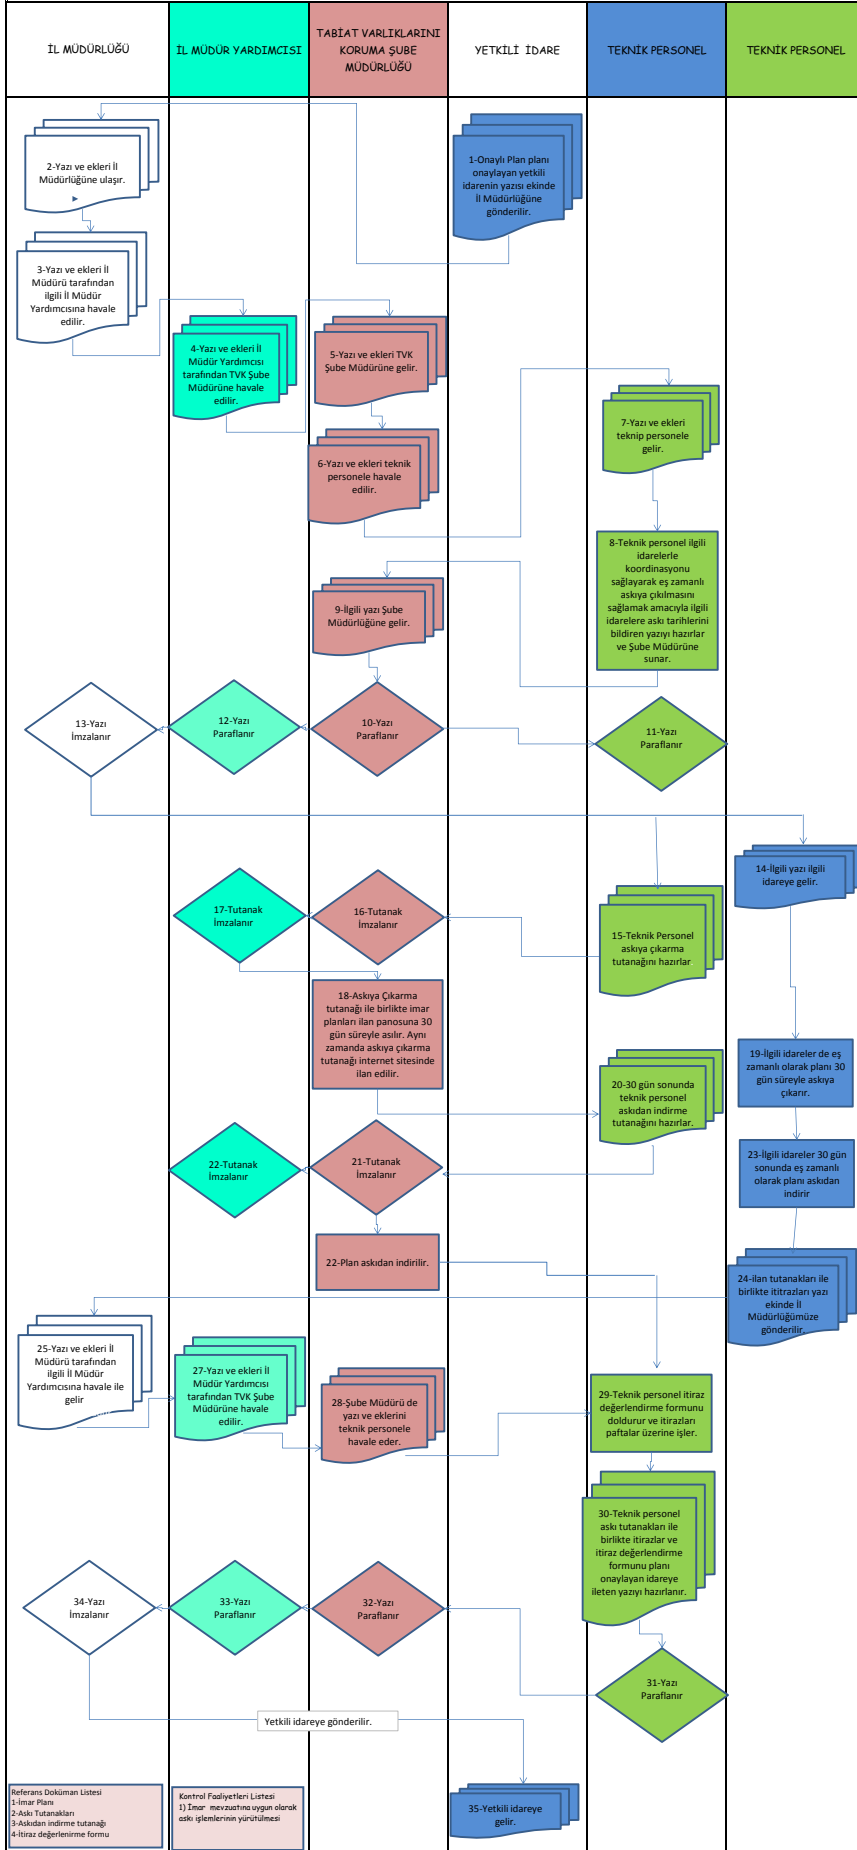 İL MÜDÜRLÜĞÜ
İL MÜDÜR YARDIMCISI
TABİAT VARLIKLARINI
KORUMA ŞUBE
MÜDÜRLÜĞÜ
YETKİLİ İDARE
TEKNİK PERSONEL
TEKNİK PERSONEL
1-Onaylı Plan planı
onaylayan yetkili
idarenin yazısı ekinde
İl Müdürlüğüne
gönderilir.
2-Yazı ve ekleri İl
Müdürlüğüne ulaşır.
3-Yazı ve ekleri İl
Müdürü tarafından
ilgili İl Müdür
Yardımcısına havale
edilir.
4-Yazı ve ekleri İl
Müdür Yardımcısı
tarafından TVK Şube
Müdürüne havale
edilir.
5-Yazı ve ekleri TVK
Şube Müdürüne gelir.
6-Yazı ve ekleri teknik
personele havale
edilir.
7-Yazı ve ekleri
teknip personele
gelir.
8-Teknik personel ilgili
idarelerle
koordinasyonu
sağlayarak eş zamanlı
askıya çıkılmasını
sağlamak amacıyla ilgili
idarelere askı tarihlerini
bildiren yazıyı hazırlar
ve Şube Müdürüne
sunar.
9-İlgili yazı Şube
Müdürlüğüne gelir.
10-Yazı
Paraflanır
11-Yazı
Paraflanır
12-Yazı
Paraflanır
13-Yazı
İmzalanır
14-İlgili yazı ilgili
idareye gelir.
15-Teknik Personel
askıya çıkarma
tutanağını hazırlar
16-Tutanak
İmzalanır
17-Tutanak
İmzalanır
18-Askıya Çıkarma
tutanağı ile birlikte imar
planları ilan panosuna 30
gün süreyle asılır. Aynı
zamanda askıya çıkarma
tutanağı internet sitesinde
ilan edilir.
19-İlgili idareler de eş
zamanlı olarak planı 30
gün süreyle askıya
çıkarır.
20-30 gün sonunda
teknik personel
askıdan indirme
tutanağını hazırlar.
21-Tutanak
İmzalanır
22-Tutanak
İmzalanır
23-İlgili idareler 30 gün
sonunda eş zamanlı
olarak planı askıdan
indirir
22-Plan askıdan indirilir.
24-ilan tutanakları ile
birlikte ititrazları yazı
ekinde İl
Müdürlüğümüze
gönderilir.
25-Yazı ve ekleri İl
Müdürü tarafından
ilgili İl Müdür
Yardımcısına havale ile
gelir
27-Yazı ve ekleri İl
Müdür Yardımcısı
tarafından TVK Şube
Müdürüne havale
edilir.
28-Şube Müdürü de
yazı ve eklerini
teknik personele
havale eder.
29-Teknik personel itiraz
değerlendirme formunu
doldurur ve itirazları
paftalar üzerine işler.
30-Teknik personel
askı tutanakları ile
birlikte itirazlar ve
itiraz değerlendirme
formunu planı
onaylayan idareye
ileten yazıyı hazırlanır.
31-Yazı
Paraflanır
32-Yazı
Paraflanır
33-Yazı
Paraflanır
34-Yazı
İmzalanır
Yetkili idareye gönderilir.
35-Yetkili idareye
gelir.
Referans Doküman Listesi
1-İmar Planı
2-Askı Tutanakları
3-Askıdan indirme tutanağı
4-İtiraz değerlenirme formu
Kontrol Faaliyetleri Listesi
1) İmar mevzuatına uygun olarak
askı işlemlerinin yürütülmesi